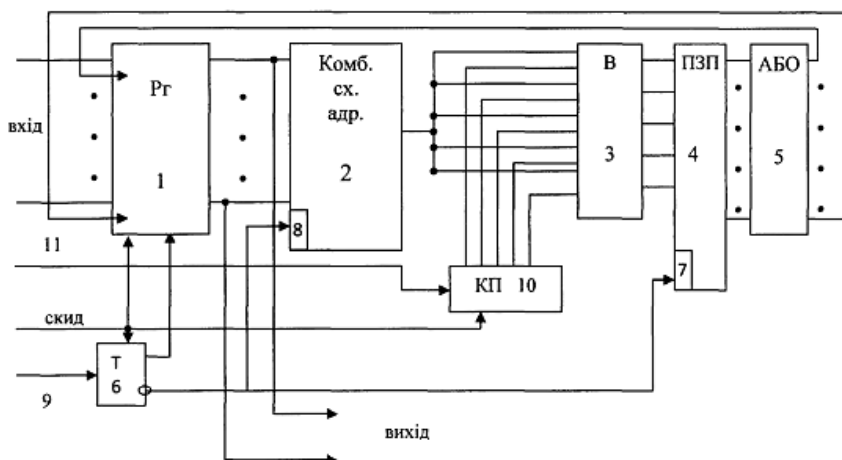 Рг
1
Комб.
сх.
адр.
2
8
В
3
ПЗП
4
7
АБО
5
вхід
11
КП 10
скид
Т
6
9
вихід